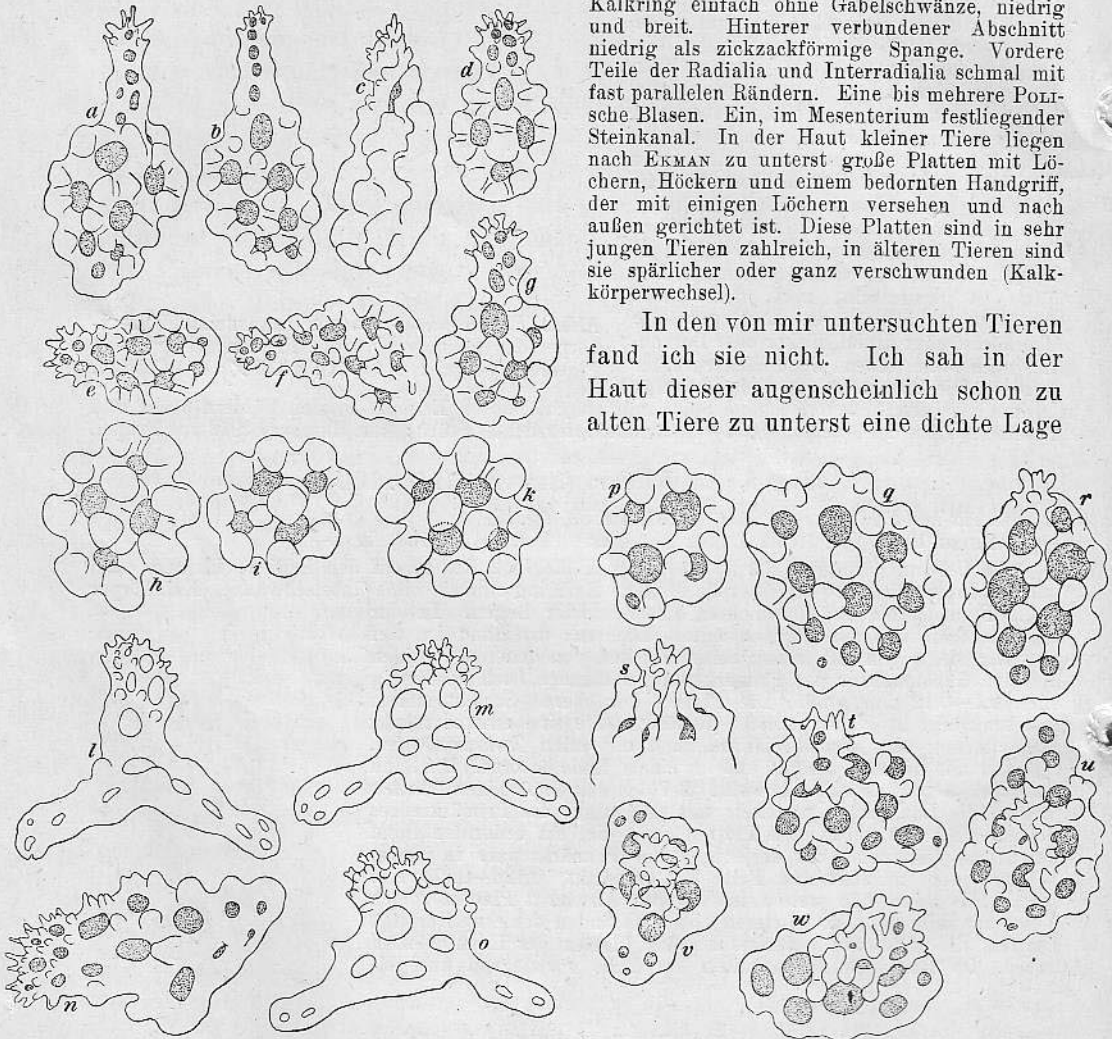 Kalkring einfach ohne Gabelschwänze, niedrig
und breit. Hinterer verbundener Abschnitt
niedrig als zickzackförmige Spange. Vordere
Teile der Radialia und Interradialia schmal mit
fast parallelen Rändern. Eine bis mehrere POLI-
sche Blasen. Ein, im Mesenterium festliegender
Steinkanal. In der Haut kleiner Tiere liegen
nach EKMAN zu unterst große Platten mit Lö-
chern, Höckern und einem bedornten Handgriff,
der mit einigen Löchern versehen und nach
außen gerichtet ist. Diese Platten sind in sehr
jungen Tieren zahlreich, in älteren Tieren sind
sie spärlicher oder ganz verschwunden (Kalk-
körperwechsel).
In den von mir untersuchten Tieren
fand ich sie nicht. Ich sah in der
Haut dieser augenscheinlich schon zu
alten Tiere zu unterst eine dichte Lage
a
b
c
d
e
f
g
h
i
k
l
m
n
o
p
q
r
s
t
u
v
w